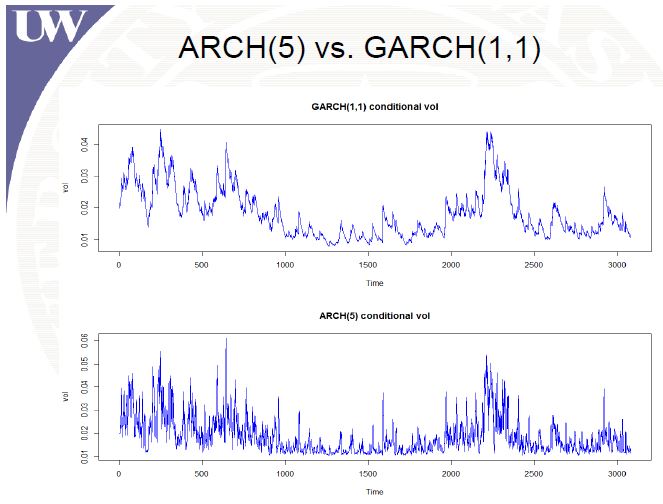 UW
ARCH(5) vs. GARCH(1,1)
GARCH(1,1) conditional vol
0.04
0.03
vol
0.02
0.01
0 500 1000 1500 2000 2500 3000
Time
ARCH(5) conditional vol
0.06
0.05
0.04
vol
0.03
0.02
0.01
0 500 1000 1500 2000 2500 3000
Time